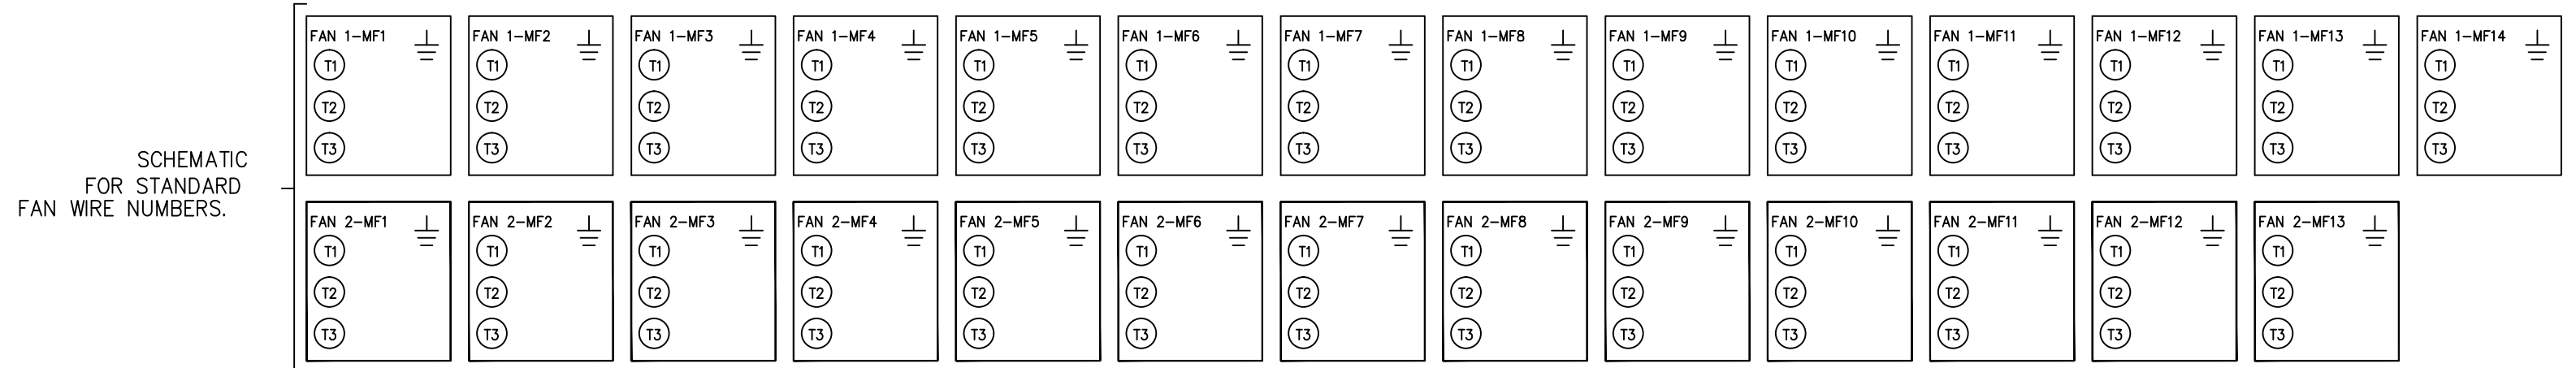 FAN 1-MF1 FAN 1-MF2 FAN 1-MF3 FAN 1-MF4 FAN 1-MF5 FAN 1-MF6 FAN 1-MF7 FAN 1-MF8 FAN 1-MF9 FAN 1-MF10 FAN 1-MF11 FAN 1-MF12 FAN 1-MF13 FAN 1-MF14
T1 T1 T1 T1 T1 T1 T1 T1 T1 T1 T1 T1 T1 T1
T2 T2 T2 T2 T2 T2 T2 T2 T2 T2 T2 T2 T2 T2
T3 T3 T3 T3 T3 T3 T3 T3 T3 T3 T3 T3 T3 T3
SCHEMATIC
FOR STANDARD
FAN WIRE NUMBERS.
FAN 2-MF1 FAN 2-MF2 FAN 2-MF3 FAN 2-MF4 FAN 2-MF5 FAN 2-MF6 FAN 2-MF7 FAN 2-MF8 FAN 2-MF9 FAN 2-MF10 FAN 2-MF11 FAN 2-MF12 FAN 2-MF13
T1 T1 T1 T1 T1 T1 T1 T1 T1 T1 T1 T1 T1
T2 T2 T2 T2 T2 T2 T2 T2 T2 T2 T2 T2 T2
T3 T3 T3 T3 T3 T3 T3 T3 T3 T3 T3 T3 T3